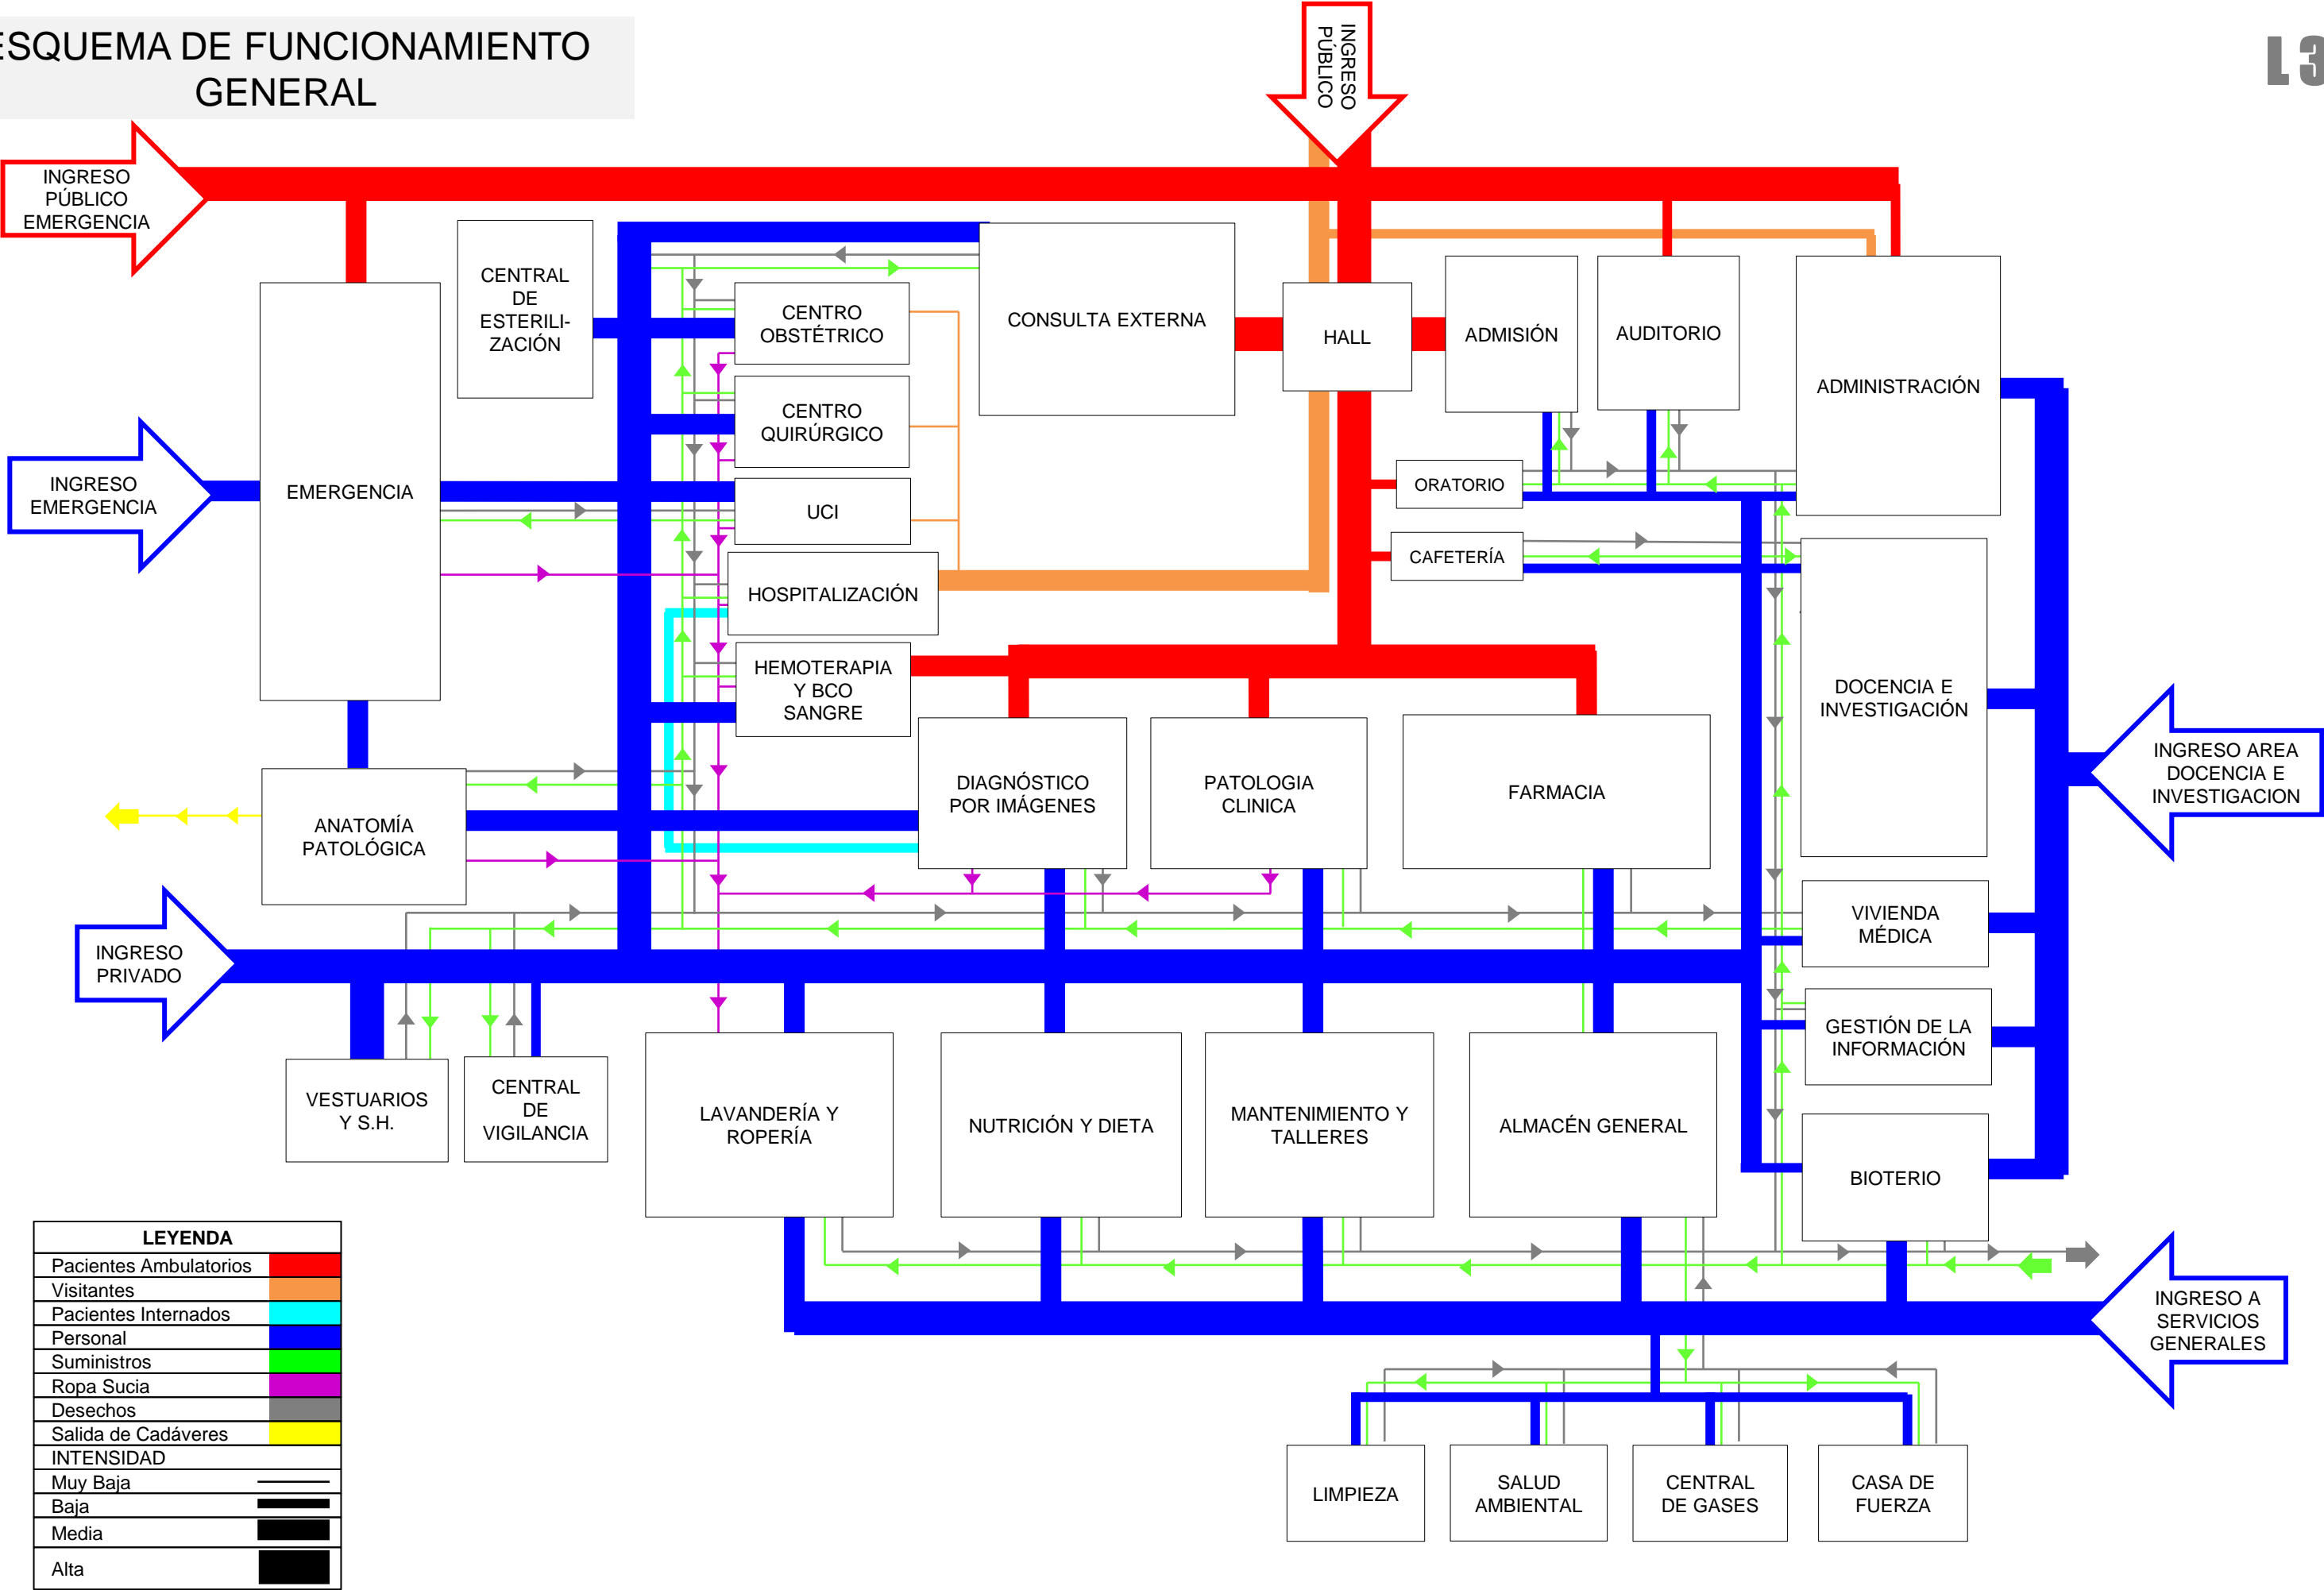 ESQUEMA DE FUNCIONAMIENTO
GENERAL
L3
INGRESO
PÚBLICO
INGRESO
PÚBLICO
EMERGENCIA
CENTRAL
DE
ESTERILI-
ZACIÓN
CENTRO
OBSTÉTRICO
CONSULTA EXTERNA
HALL
ADMISIÓN
AUDITORIO
ADMINISTRACIÓN
CENTRO
QUIRÚRGICO
INGRESO
EMERGENCIA
EMERGENCIA
UCI
ORATORIO
CAFETERÍA
HOSPITALIZACIÓN
HEMOTERAPIA
Y BCO
SANGRE
DOCENCIA E
INVESTIGACIÓN
INGRESO AREA
DOCENCIA E
INVESTIGACION
DIAGNÓSTICO
POR IMÁGENES
PATOLOGIA
CLINICA
FARMACIA
ANATOMÍA
PATOLÓGICA
VIVIENDA
MÉDICA
INGRESO
PRIVADO
GESTIÓN DE LA
INFORMACIÓN
VESTUARIOS
Y S.H.
CENTRAL
DE
VIGILANCIA
LAVANDERÍA Y
ROPERÍA
NUTRICIÓN Y DIETA
MANTENIMIENTO Y
TALLERES
ALMACÉN GENERAL
BIOTERIO
INGRESO A
SERVICIOS
GENERALES
LIMPIEZA
SALUD
AMBIENTAL
CENTRAL
DE GASES
CASA DE
FUERZA
LEYENDA
Pacientes Ambulatorios
Visitantes
Pacientes Internados
Personal
Suministros
Ropa Sucia
Desechos
Salida de Cadáveres
INTENSIDAD
Muy Baja
Baja
Media
Alta